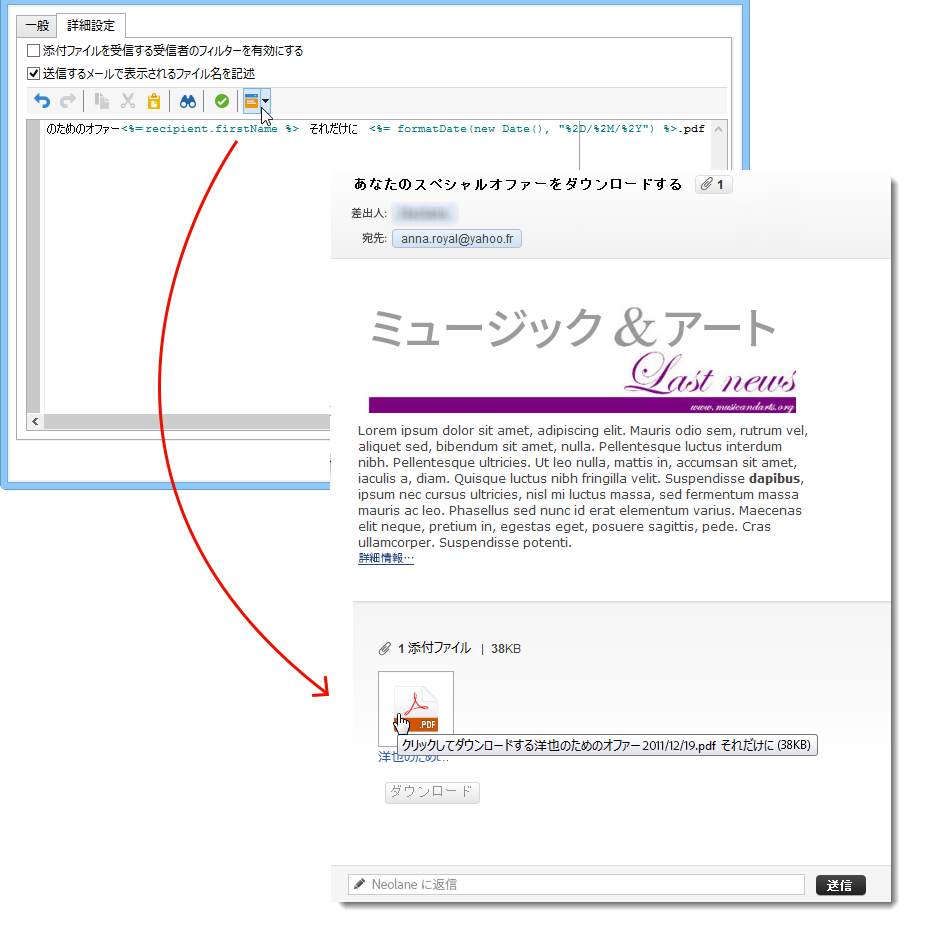 一般 詳細設定
添付ファイルを受信する受信者のフィルターを有効にする
送信するメールで表示されるファイル名を記述
のためのオファー<%=recipient.firstName %> それだけに <%= formatDate(new Date(), "%2D/%2M/%2Y") %>.pdf
あなたのスペシャルオファーをダウンロードする 1
差出人:
宛先: anna.royal@yahoo.fr
ミュージック & アート
Last news
www.musicandarts.org
Lorem ipsum dolor sit amet, adipiscing elit. Mauris odio sem, rutrum vel,
aliquet sed, bibendum sit amet, nulla. Pellentesque luctus interdum
nibh. Pellentesque ultricies. Ut leo nulla, mattis in, accumsan sit amet,
iaculis a, diam. Quisque luctus nibh fringilla velit. Suspendisse dapibus,
ipsum nec cursus ultricies, nisl mi luctus massa, sed fermentum massa
mauris ac leo. Phasellus sed nunc id erat elementum varius. Maecenas
elit neque, pretium in, egestas eget, posuere sagittis, pede. Cras
ullamcorper. Suspendisse potenti.
詳細情報…
1 添付ファイル | 38KB
.PDF
クリックしてダウンロードする洋也のためのオファー 2011/12/19.pdf それだけに (38KB)
洋也のため...
ダウンロード
Neolane に返信
送信